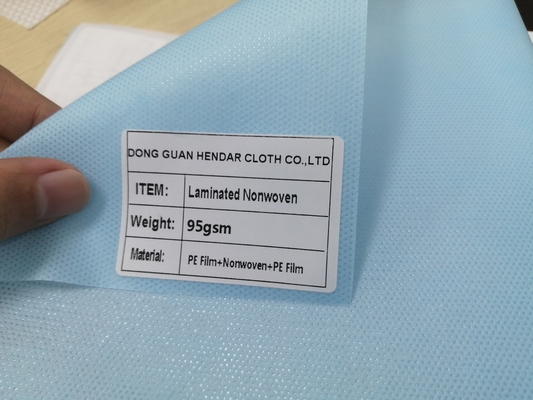 DONG GUAN HENDAR CLOTH CO.,LTD
ITEM: Laminated Nonwoven
Weight: 95gsm
Material: PE Film+Nonwoven+PE Film